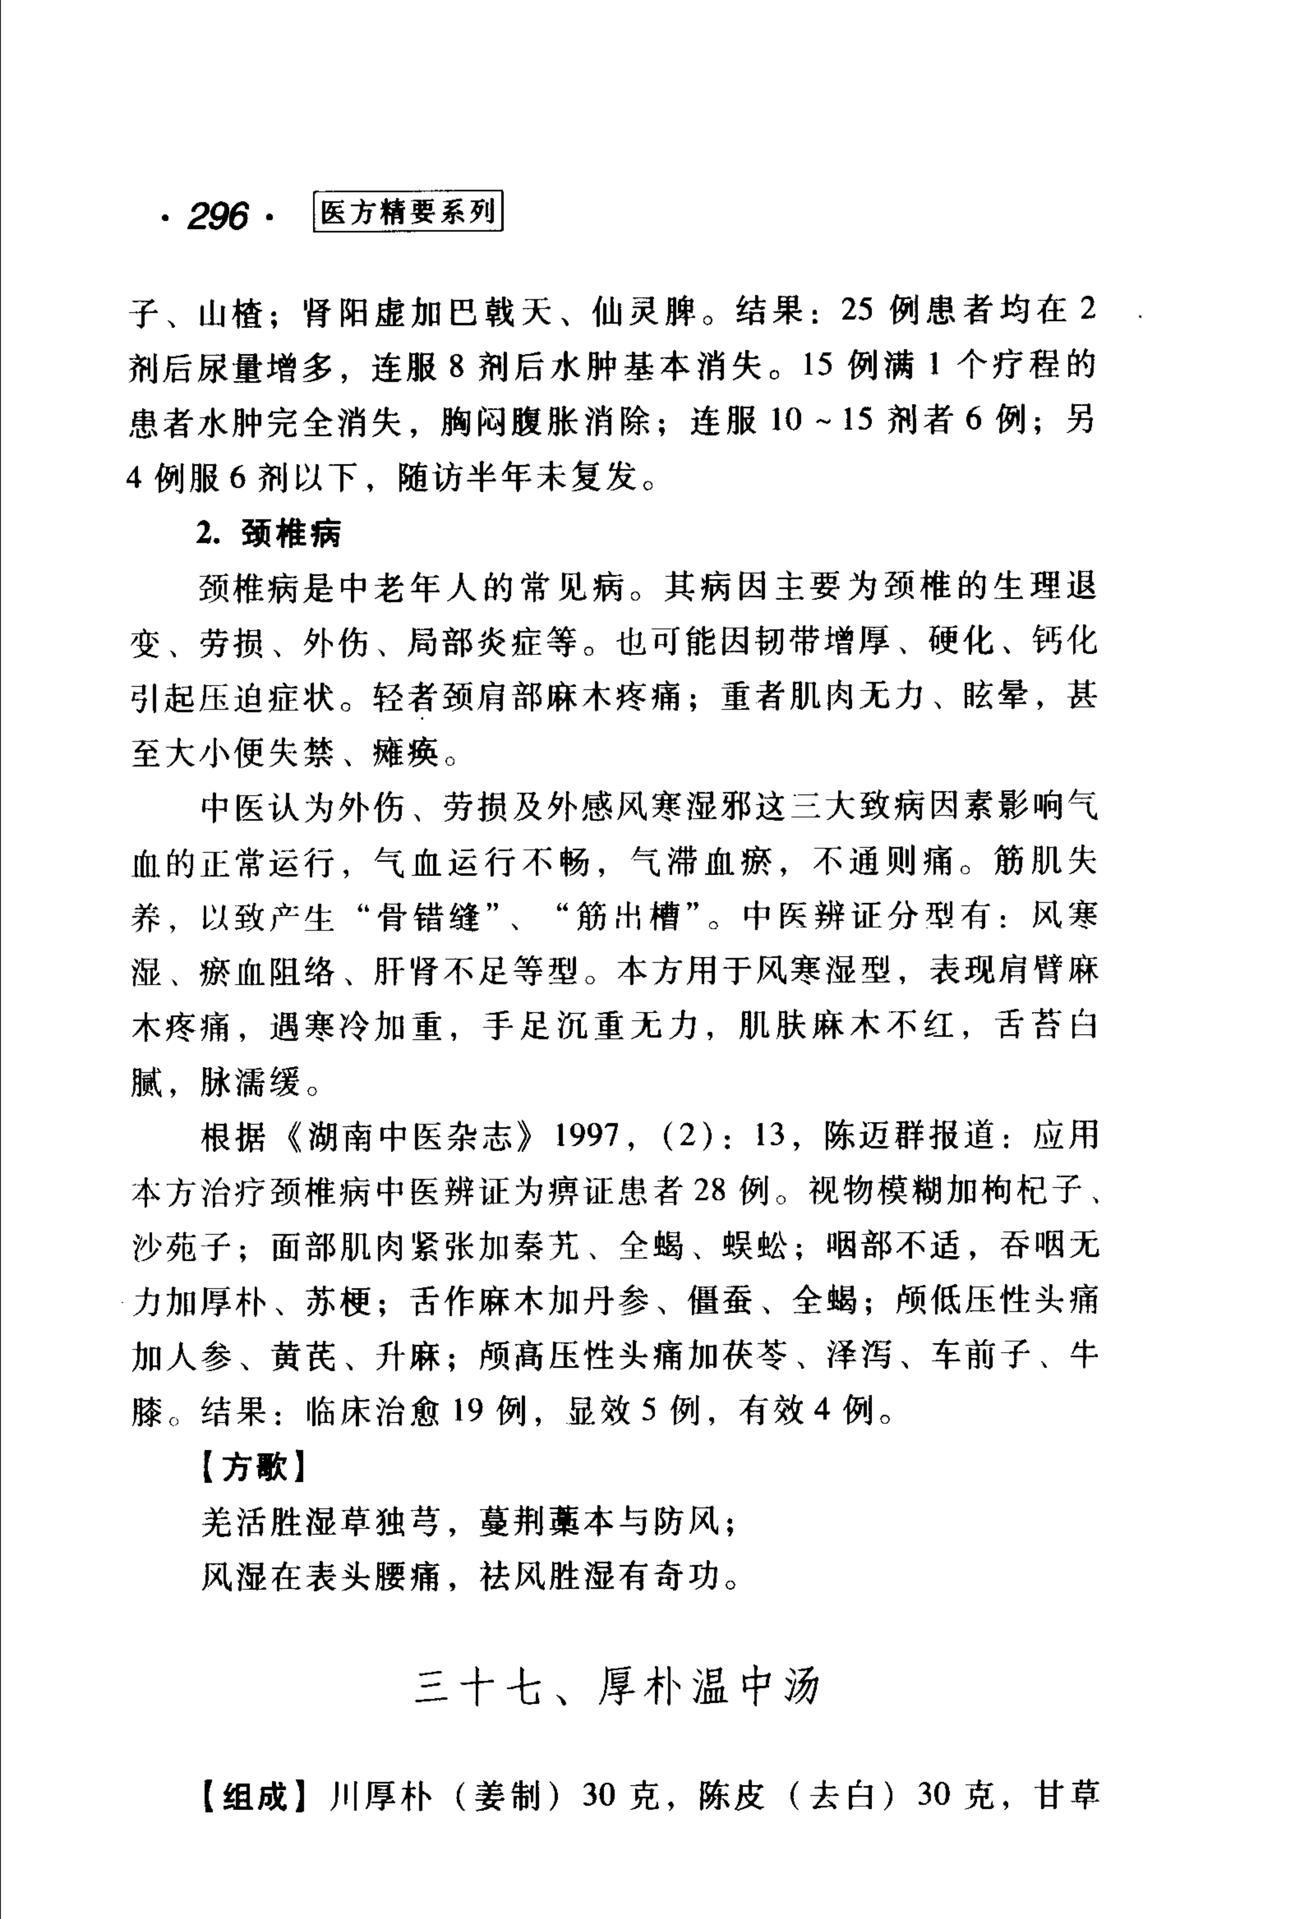 ·296· 医方精要系列
子、山楂；肾阳虚加巴戟天、仙灵脾。结果：25 例患者均在 2
剂后尿量增多，连服 8 剂后水肿基本消失。15 例满 1 个疗程的
患者水肿完全消失，胸闷腹胀消除；连服 10～15 剂者 6 例；另
4 例服 6 剂以下，随访半年未复发。
2. 颈椎病
颈椎病是中老年人的常见病。其病因主要为颈椎的生理退
变、劳损、外伤、局部炎症等。也可能因韧带增厚、硬化、钙化
引起压迫症状。轻者颈肩部麻木疼痛；重者肌肉无力、眩晕，甚
至大小便失禁、瘫痪。
中医认为外伤、劳损及外感风寒湿邪这三大致病因素影响气
血的正常运行，气血运行不畅，气滞血瘀，不通则痛。筋肌失
养，以致产生“骨错缝”、“筋出槽”。中医辨证分型有：风寒
湿、瘀血阻络、肝肾不足等型。本方用于风寒湿型，表现肩臂麻
木疼痛，遇寒冷加重，手足沉重无力，肌肤麻木不红，舌苔白
腻，脉濡缓。
根据《湖南中医杂志》1997，(2)：13，陈迈群报道：应用
本方治疗颈椎病中医辨证为痹证患者 28 例。视物模糊加枸杞子、
沙苑子；面部肌肉紧张加秦艽、全蝎、蜈蚣；咽部不适，吞咽无
力加厚朴、苏梗；舌作麻木加丹参、僵蚕、全蝎；颅低压性头痛
加人参、黄芪、升麻；颅高压性头痛加茯苓、泽泻、车前子、牛
膝。结果：临床治愈 19 例，显效 5 例，有效 4 例。
【方歌】
羌活胜湿草独芎，蔓荆藁本与防风；
风湿在表头腰痛，祛风胜湿有奇功。
三十七、厚朴温中汤
【组成】川厚朴（姜制）30 克，陈皮（去白）30 克，甘草